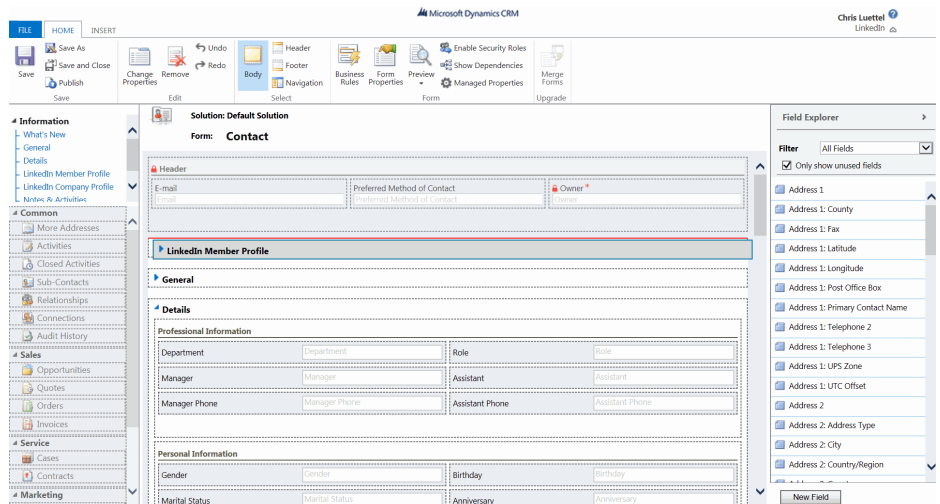 Microsoft Dynamics CRM
Chris Luettel
LinkedIn
FILE HOME INSERT
Save
Save As
Save and Close
Publish
Save
Change Properties
Remove
Undo
Redo
Edit
Body
Header
Footer
Navigation
Select
Business Rules
Form Properties
Preview
Enable Security Roles
Show Dependencies
Managed Properties
Form
Merge Forms
Upgrade
Information
What's New
General
Details
LinkedIn Member Profile
LinkedIn Company Profile
Notes & Activities
Common
More Addresses
Activities
Closed Activities
Sub-Contacts
Relationships
Connections
Audit History
Sales
Opportunities
Quotes
Orders
Invoices
Service
Cases
Contracts
Marketing
Solution: Default Solution
Form: Contact
Header
E-mail Preferred Method of Contact Owner *
Email Preferred Method of Contact Owner
LinkedIn Member Profile
General
Details
Professional Information
Department Department Role Role
Manager Manager Assistant Assistant
Manager Phone Manager Phone Assistant Phone Assistant Phone
Personal Information
Gender Gender Birthday Birthday
Marital Status Marital Status Anniversary Anniversary
Field Explorer >
Filter All Fields
Only show unused fields
Address 1
Address 1: County
Address 1: Fax
Address 1: Latitude
Address 1: Longitude
Address 1: Post Office Box
Address 1: Primary Contact Name
Address 1: Telephone 2
Address 1: Telephone 3
Address 1: UPS Zone
Address 1: UTC Offset
Address 2
Address 2: Address Type
Address 2: City
Address 2: Country/Region
New Field